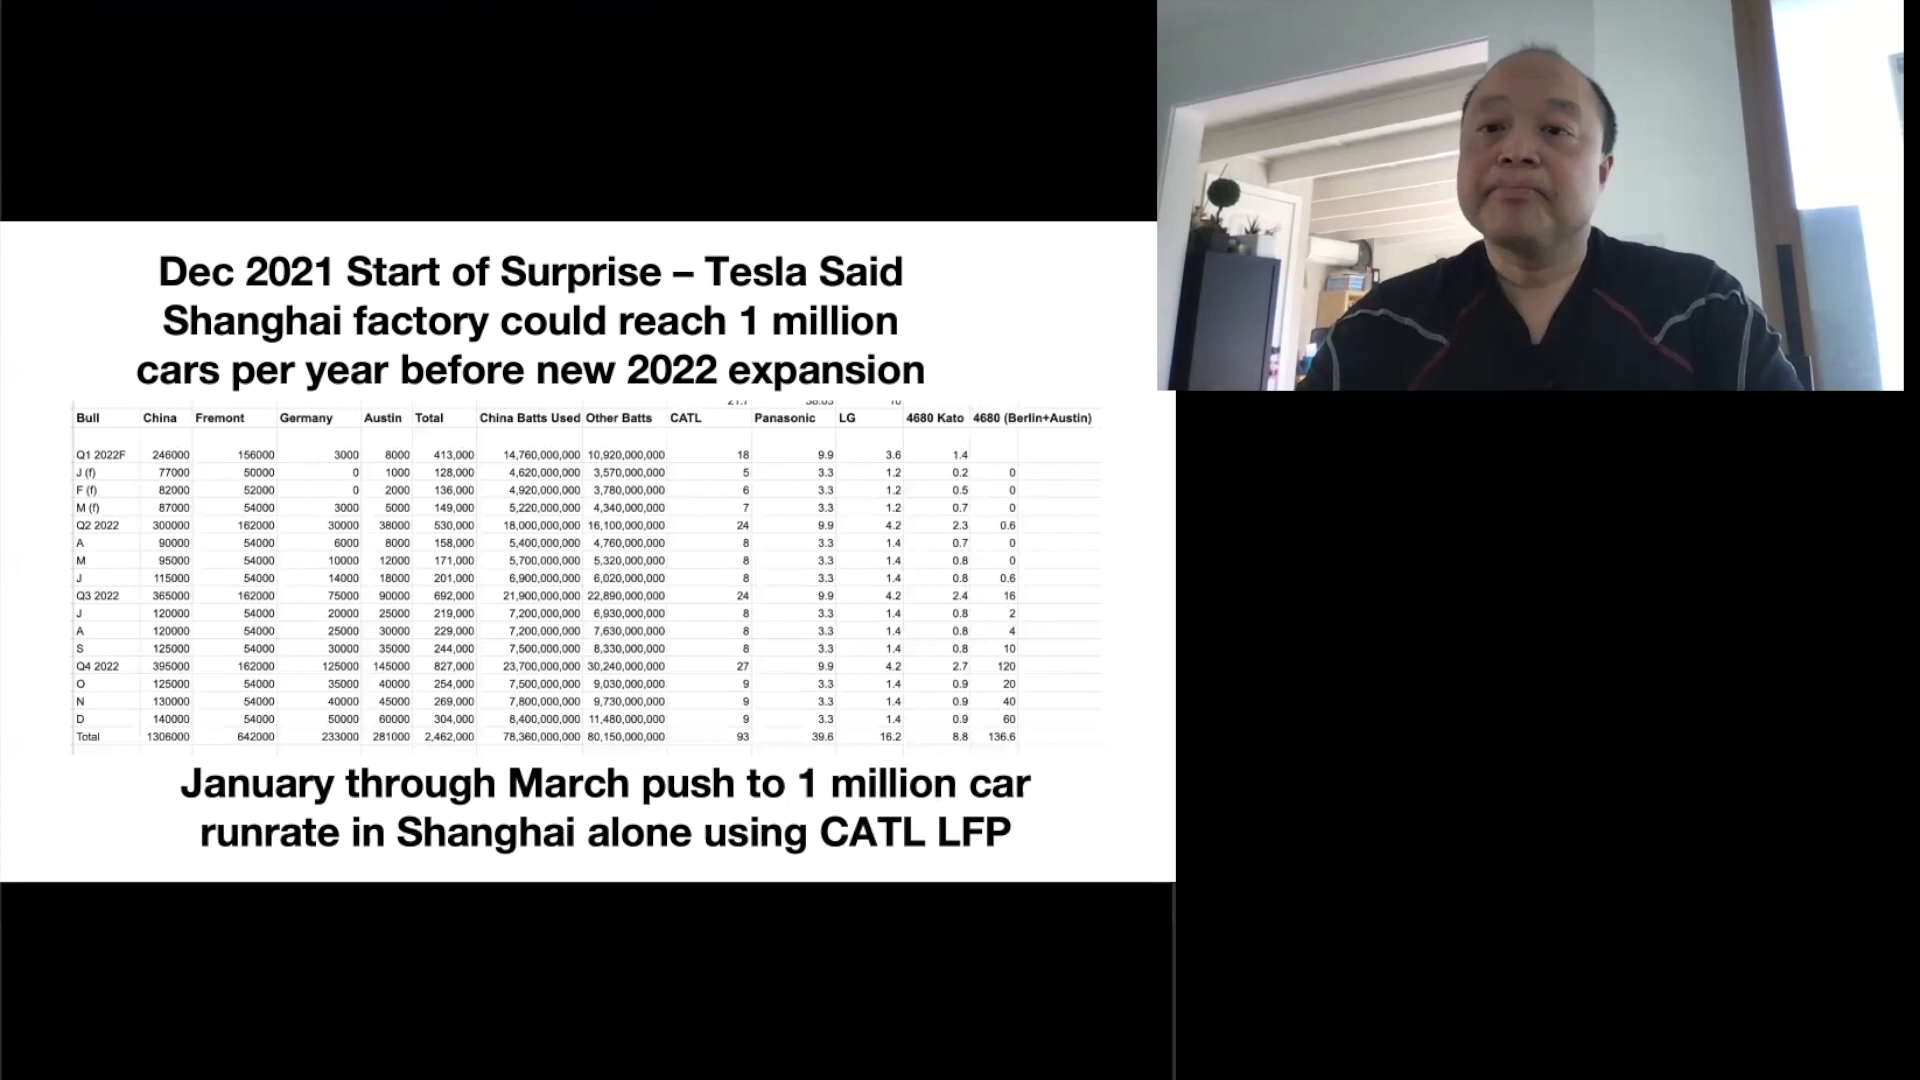 Dec 2021 Start of Surprise – Tesla Said
Shanghai factory could reach 1 million
cars per year before new 2022 expansion
Bull China Fremont Germany Austin Total China Batts Used Other Batts CATL Panasonic LG 4680 Kato 4680 (Berlin+Austin)
Q1 2022F 246000 156000 3000 8000 413,000 14,760,000,000 10,920,000,000 18 9.9 3.6 1.4
J (f) 77000 50000 0 1000 128,000 4,620,000,000 3,570,000,000 5 3.3 1.2 0.2 0
F (f) 82000 52000 0 2000 136,000 4,920,000,000 3,780,000,000 6 3.3 1.2 0.5 0
M (f) 87000 54000 3000 5000 149,000 5,220,000,000 4,340,000,000 7 3.3 1.2 0.7 0
Q2 2022 300000 162000 30000 38000 530,000 18,000,000,000 16,100,000,000 24 9.9 4.2 2.3 0.6
A 90000 54000 6000 8000 158,000 5,400,000,000 4,760,000,000 8 3.3 1.4 0.7 0
M 95000 54000 10000 12000 171,000 5,700,000,000 5,320,000,000 8 3.3 1.4 0.8 0
J 115000 54000 14000 18000 201,000 6,900,000,000 6,020,000,000 8 3.3 1.4 0.8 0.6
Q3 2022 365000 162000 75000 90000 692,000 21,900,000,000 22,890,000,000 24 9.9 4.2 2.4 16
J 120000 54000 20000 25000 219,000 7,200,000,000 6,930,000,000 8 3.3 1.4 0.8 2
A 120000 54000 25000 30000 229,000 7,200,000,000 7,630,000,000 8 3.3 1.4 0.8 4
S 125000 54000 30000 35000 244,000 7,500,000,000 8,330,000,000 8 3.3 1.4 0.8 10
Q4 2022 395000 162000 125000 145000 827,000 23,700,000,000 30,240,000,000 27 9.9 4.2 2.7 120
O 125000 54000 35000 40000 254,000 7,500,000,000 9,030,000,000 9 3.3 1.4 0.9 20
N 130000 54000 40000 45000 269,000 7,800,000,000 9,730,000,000 9 3.3 1.4 0.9 40
D 140000 54000 50000 60000 304,000 8,400,000,000 11,480,000,000 9 3.3 1.4 0.9 60
Total 1306000 642000 233000 281000 2,462,000 78,360,000,000 80,150,000,000 93 39.6 16.2 8.8 136.6
January through March push to 1 million car
runrate in Shanghai alone using CATL LFP